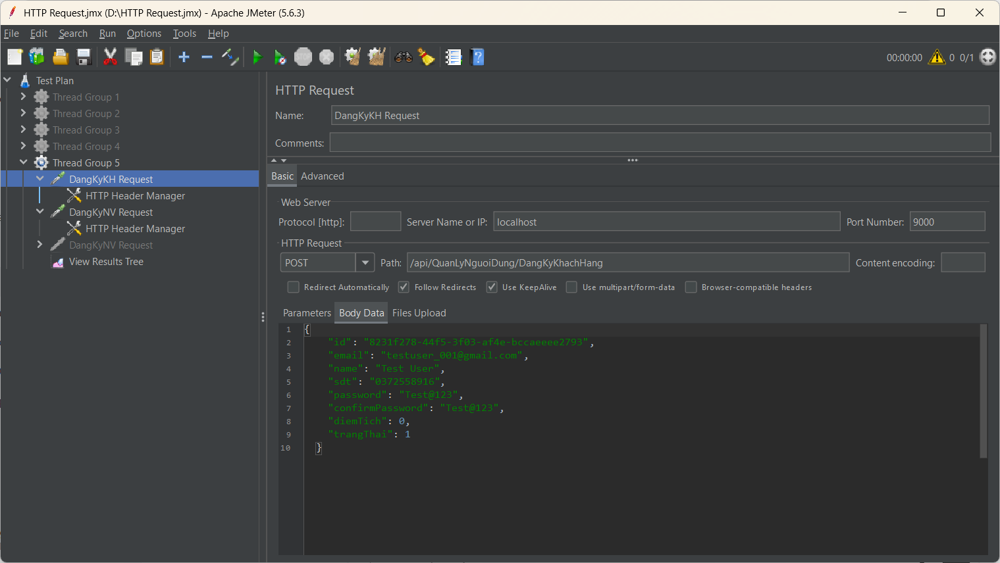 HTTP Request.jmx (D:\HTTP Request.jmx) - Apache JMeter (5.6.3)
File Edit Search Run Options Tools Help
STOP
00:00:00 0 0/1
Test Plan
Thread Group 1
Thread Group 2
Thread Group 3
Thread Group 4
Thread Group 5
DangKyKH Request
HTTP Header Manager
DangKyNV Request
HTTP Header Manager
DangKyNV Request
View Results Tree
HTTP Request
Name: DangKyKH Request
Comments:
Basic Advanced
Web Server
Protocol [http]: Server Name or IP: localhost Port Number: 9000
HTTP Request
POST Path: /api/QuanLyNguoiDung/DangKyKhachHang Content encoding:
Redirect Automatically Follow Redirects Use KeepAlive Use multipart/form-data Browser-compatible headers
Parameters Body Data Files Upload
1 {
2 "id": "8231f278-44f5-3f03-af4e-bccaeeee2793",
3 "email": "testuser_001@gmail.com",
4 "name": "Test User",
5 "sdt": "0372558916",
6 "password": "Test@123",
7 "confirmPassword": "Test@123",
8 "diemTich": 0,
9 "trangThai": 1
10 }